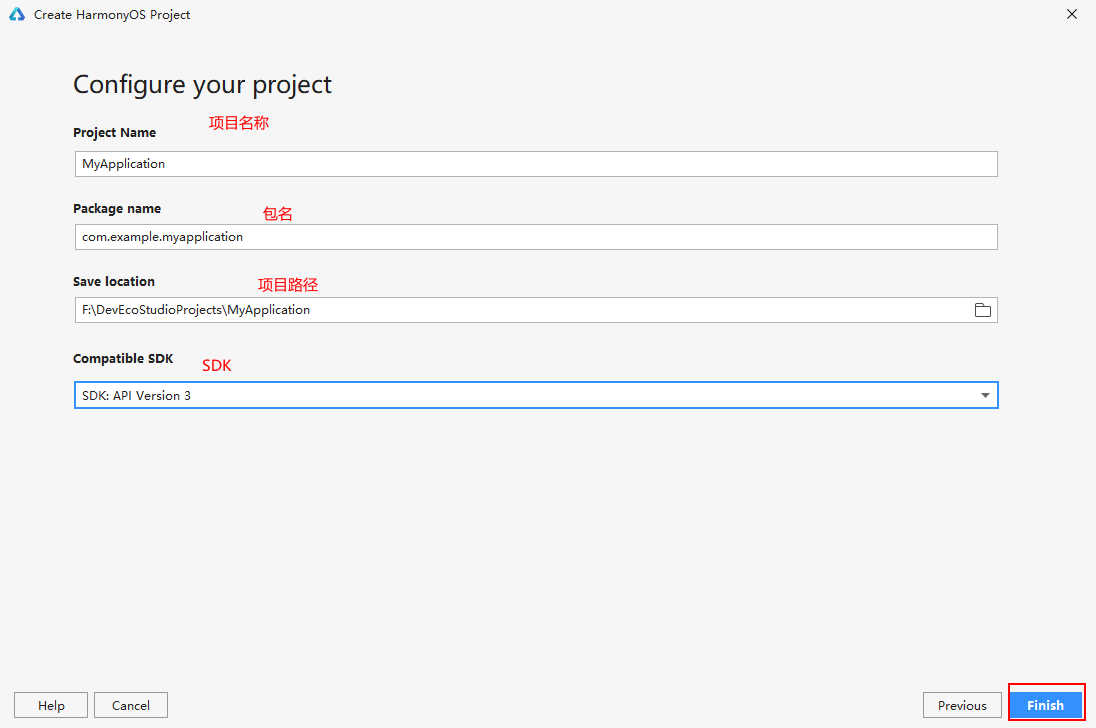 Create HarmonyOS Project
Configure your project
项目名称
Project Name
MyApplication
Package name
包名
com.example.myapplication
Save location
项目路径
F:\DevEcoStudioProjects\MyApplication
Compatible SDK
SDK
SDK: API Version 3
Help
Cancel
Previous
Finish